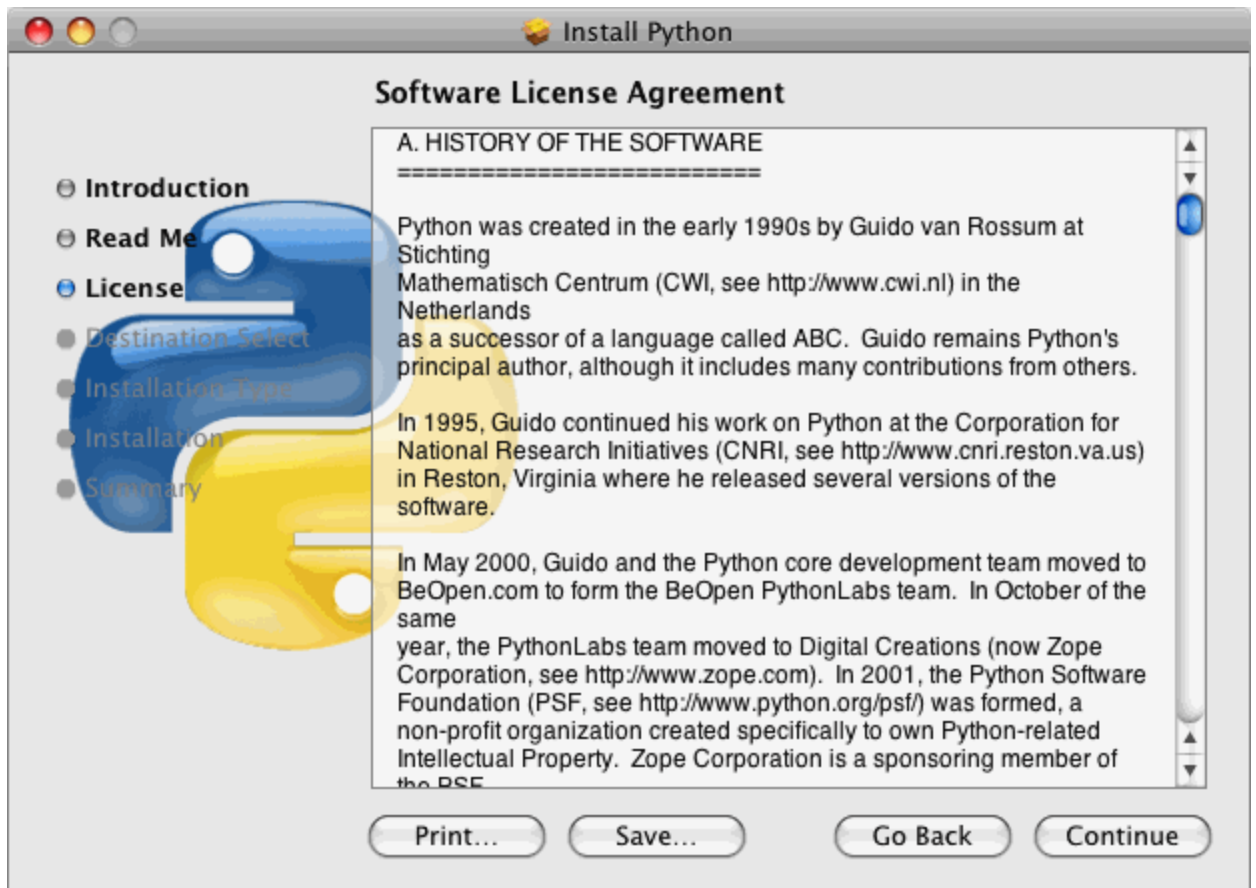 Install Python
Software License Agreement
Introduction
Read Me
License
Destination Select
Installation Type
Installation
Summary
A. HISTORY OF THE SOFTWARE
==========================
Python was created in the early 1990s by Guido van Rossum at
Stichting
Mathematisch Centrum (CWI, see http://www.cwi.nl) in the
Netherlands
as a successor of a language called ABC.  Guido remains Python's
principal author, although it includes many contributions from others.
In 1995, Guido continued his work on Python at the Corporation for
National Research Initiatives (CNRI, see http://www.cnri.reston.va.us)
in Reston, Virginia where he released several versions of the
software.
In May 2000, Guido and the Python core development team moved to
BeOpen.com to form the BeOpen PythonLabs team.  In October of the
same
year, the PythonLabs team moved to Digital Creations (now Zope
Corporation, see http://www.zope.com).  In 2001, the Python Software
Foundation (PSF, see http://www.python.org/psf/) was formed, a
non-profit organization created specifically to own Python-related
Intellectual Property.  Zope Corporation is a sponsoring member of
the PSF
Print...
Save...
Go Back
Continue